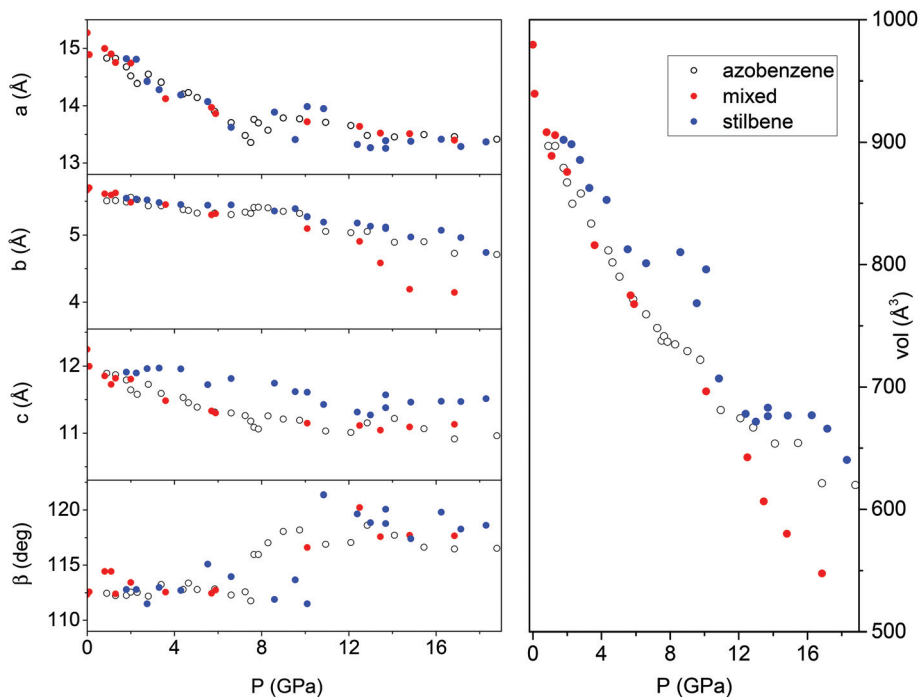 15
14
13
a (Å)
5
4
b (Å)
12
11
c (Å)
120
115
110
β (deg)
0 4 8 12 16
P (GPa)
azobenzene
mixed
stilbene
1000
900
800
700
600
500
vol (Å³)
0 4 8 12 16
P (GPa)